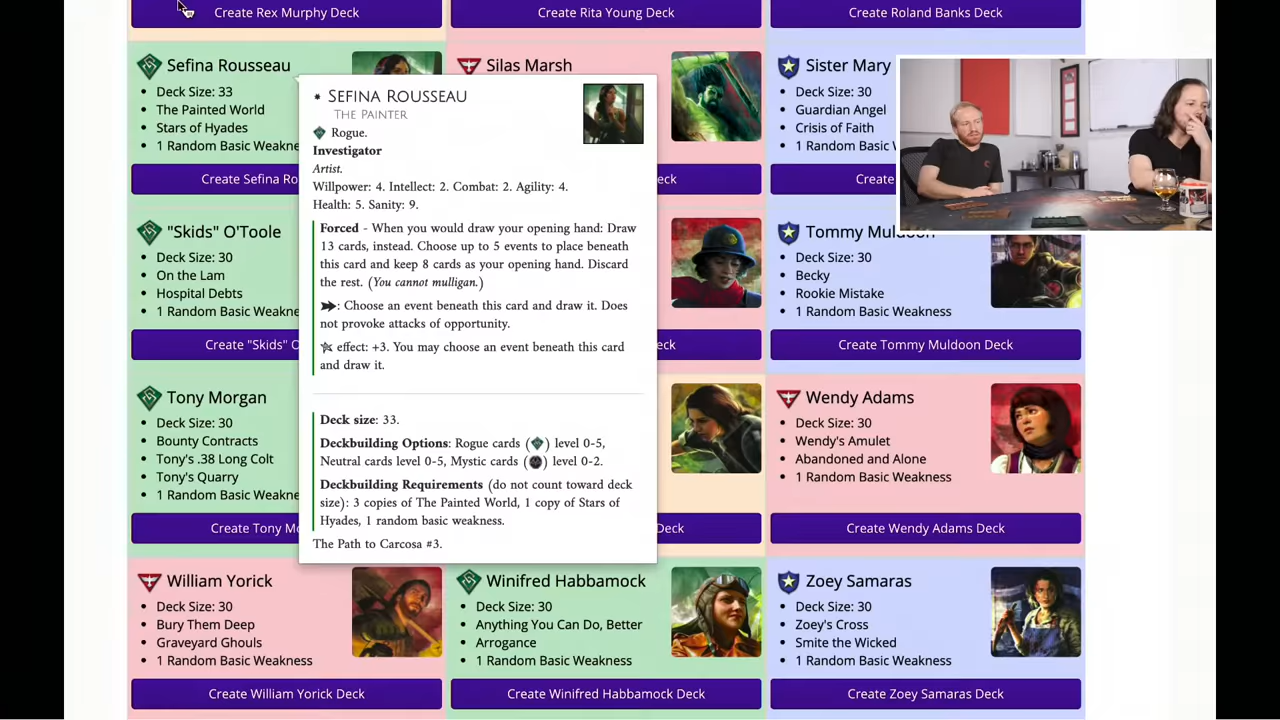 Create Rex Murphy Deck
Create Rita Young Deck
Create Roland Banks Deck
Sefina Rousseau
Deck Size: 33
The Painted World
Stars of Hyades
1 Random Basic Weakne
Create Sefina Ro
SEFINA ROUSSEAU
THE PAINTER
Rogue.
Investigator
Artist.
Willpower: 4. Intellect: 2. Combat: 2. Agility: 4.
Health: 5. Sanity: 9.
Forced - When you would draw your opening hand: Draw
13 cards, instead. Choose up to 5 events to place beneath
this card and keep 8 cards as your opening hand. Discard
the rest. (You cannot mulligan.)
: Choose an event beneath this card and draw it. Does
not provoke attacks of opportunity.
effect: +3. You may choose an event beneath this card
and draw it.
Deck size: 33.
Deckbuilding Options: Rogue cards ( ) level 0-5,
Neutral cards level 0-5, Mystic cards ( ) level 0-2.
Deckbuilding Requirements (do not count toward deck
size): 3 copies of The Painted World, 1 copy of Stars of
Hyades, 1 random basic weakness.
The Path to Carcosa #3.
Silas Marsh
eck
Sister Mary
Deck Size: 30
Guardian Angel
Crisis of Faith
1 Random Basic W
Create
"Skids" O'Toole
Deck Size: 30
On the Lam
Hospital Debts
1 Random Basic Weakne
Create "Skids" O
eck
Tommy Muldoon
Deck Size: 30
Becky
Rookie Mistake
1 Random Basic Weakness
Create Tommy Muldoon Deck
Tony Morgan
Deck Size: 30
Bounty Contracts
Tony's .38 Long Colt
Tony's Quarry
1 Random Basic Weakne
Create Tony Mo
Deck
Wendy Adams
Deck Size: 30
Wendy's Amulet
Abandoned and Alone
1 Random Basic Weakness
Create Wendy Adams Deck
William Yorick
Deck Size: 30
Bury Them Deep
Graveyard Ghouls
1 Random Basic Weakness
Create William Yorick Deck
Winifred Habbamock
Deck Size: 30
Anything You Can Do, Better
Arrogance
1 Random Basic Weakness
Create Winifred Habbamock Deck
Zoey Samaras
Deck Size: 30
Zoey's Cross
Smite the Wicked
1 Random Basic Weakness
Create Zoey Samaras Deck